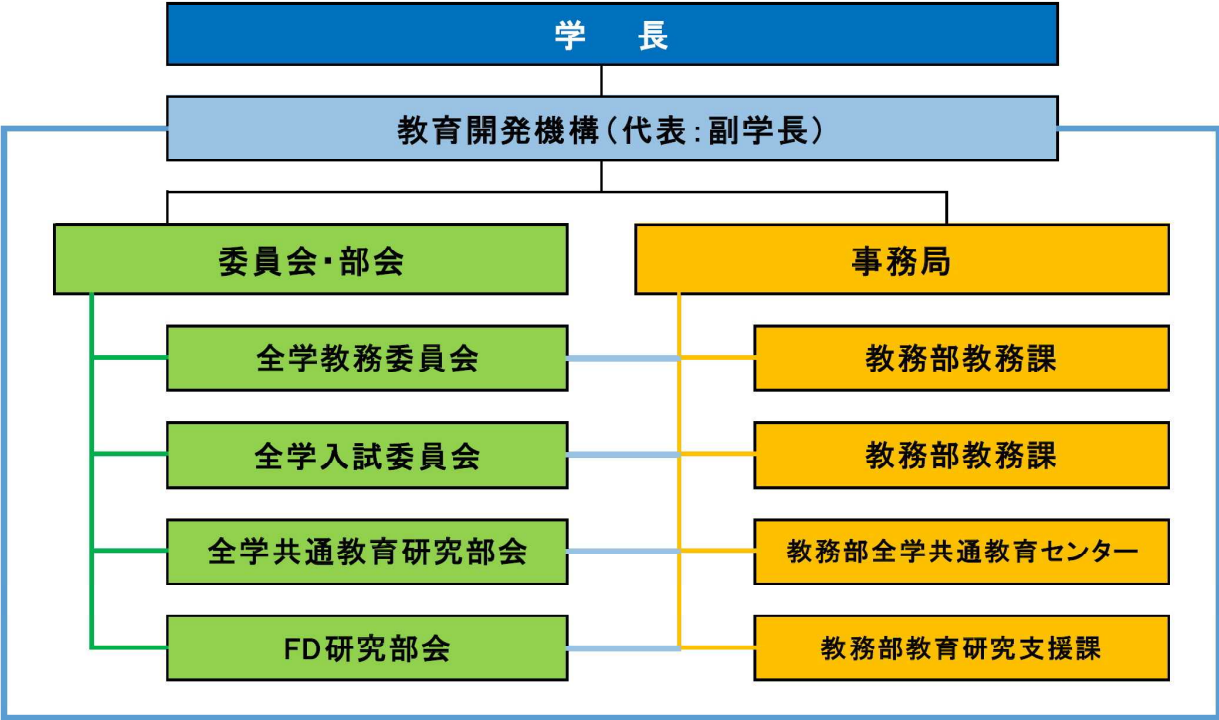 学　　長
教育開発機構（代表：副学長）
委員会・部会
事務局
全学教務委員会
教務部教務課
全学入試委員会
教務部教務課
全学共通教育研究部会
教務部全学共通教育センター
FD研究部会
教務部教育研究支援課